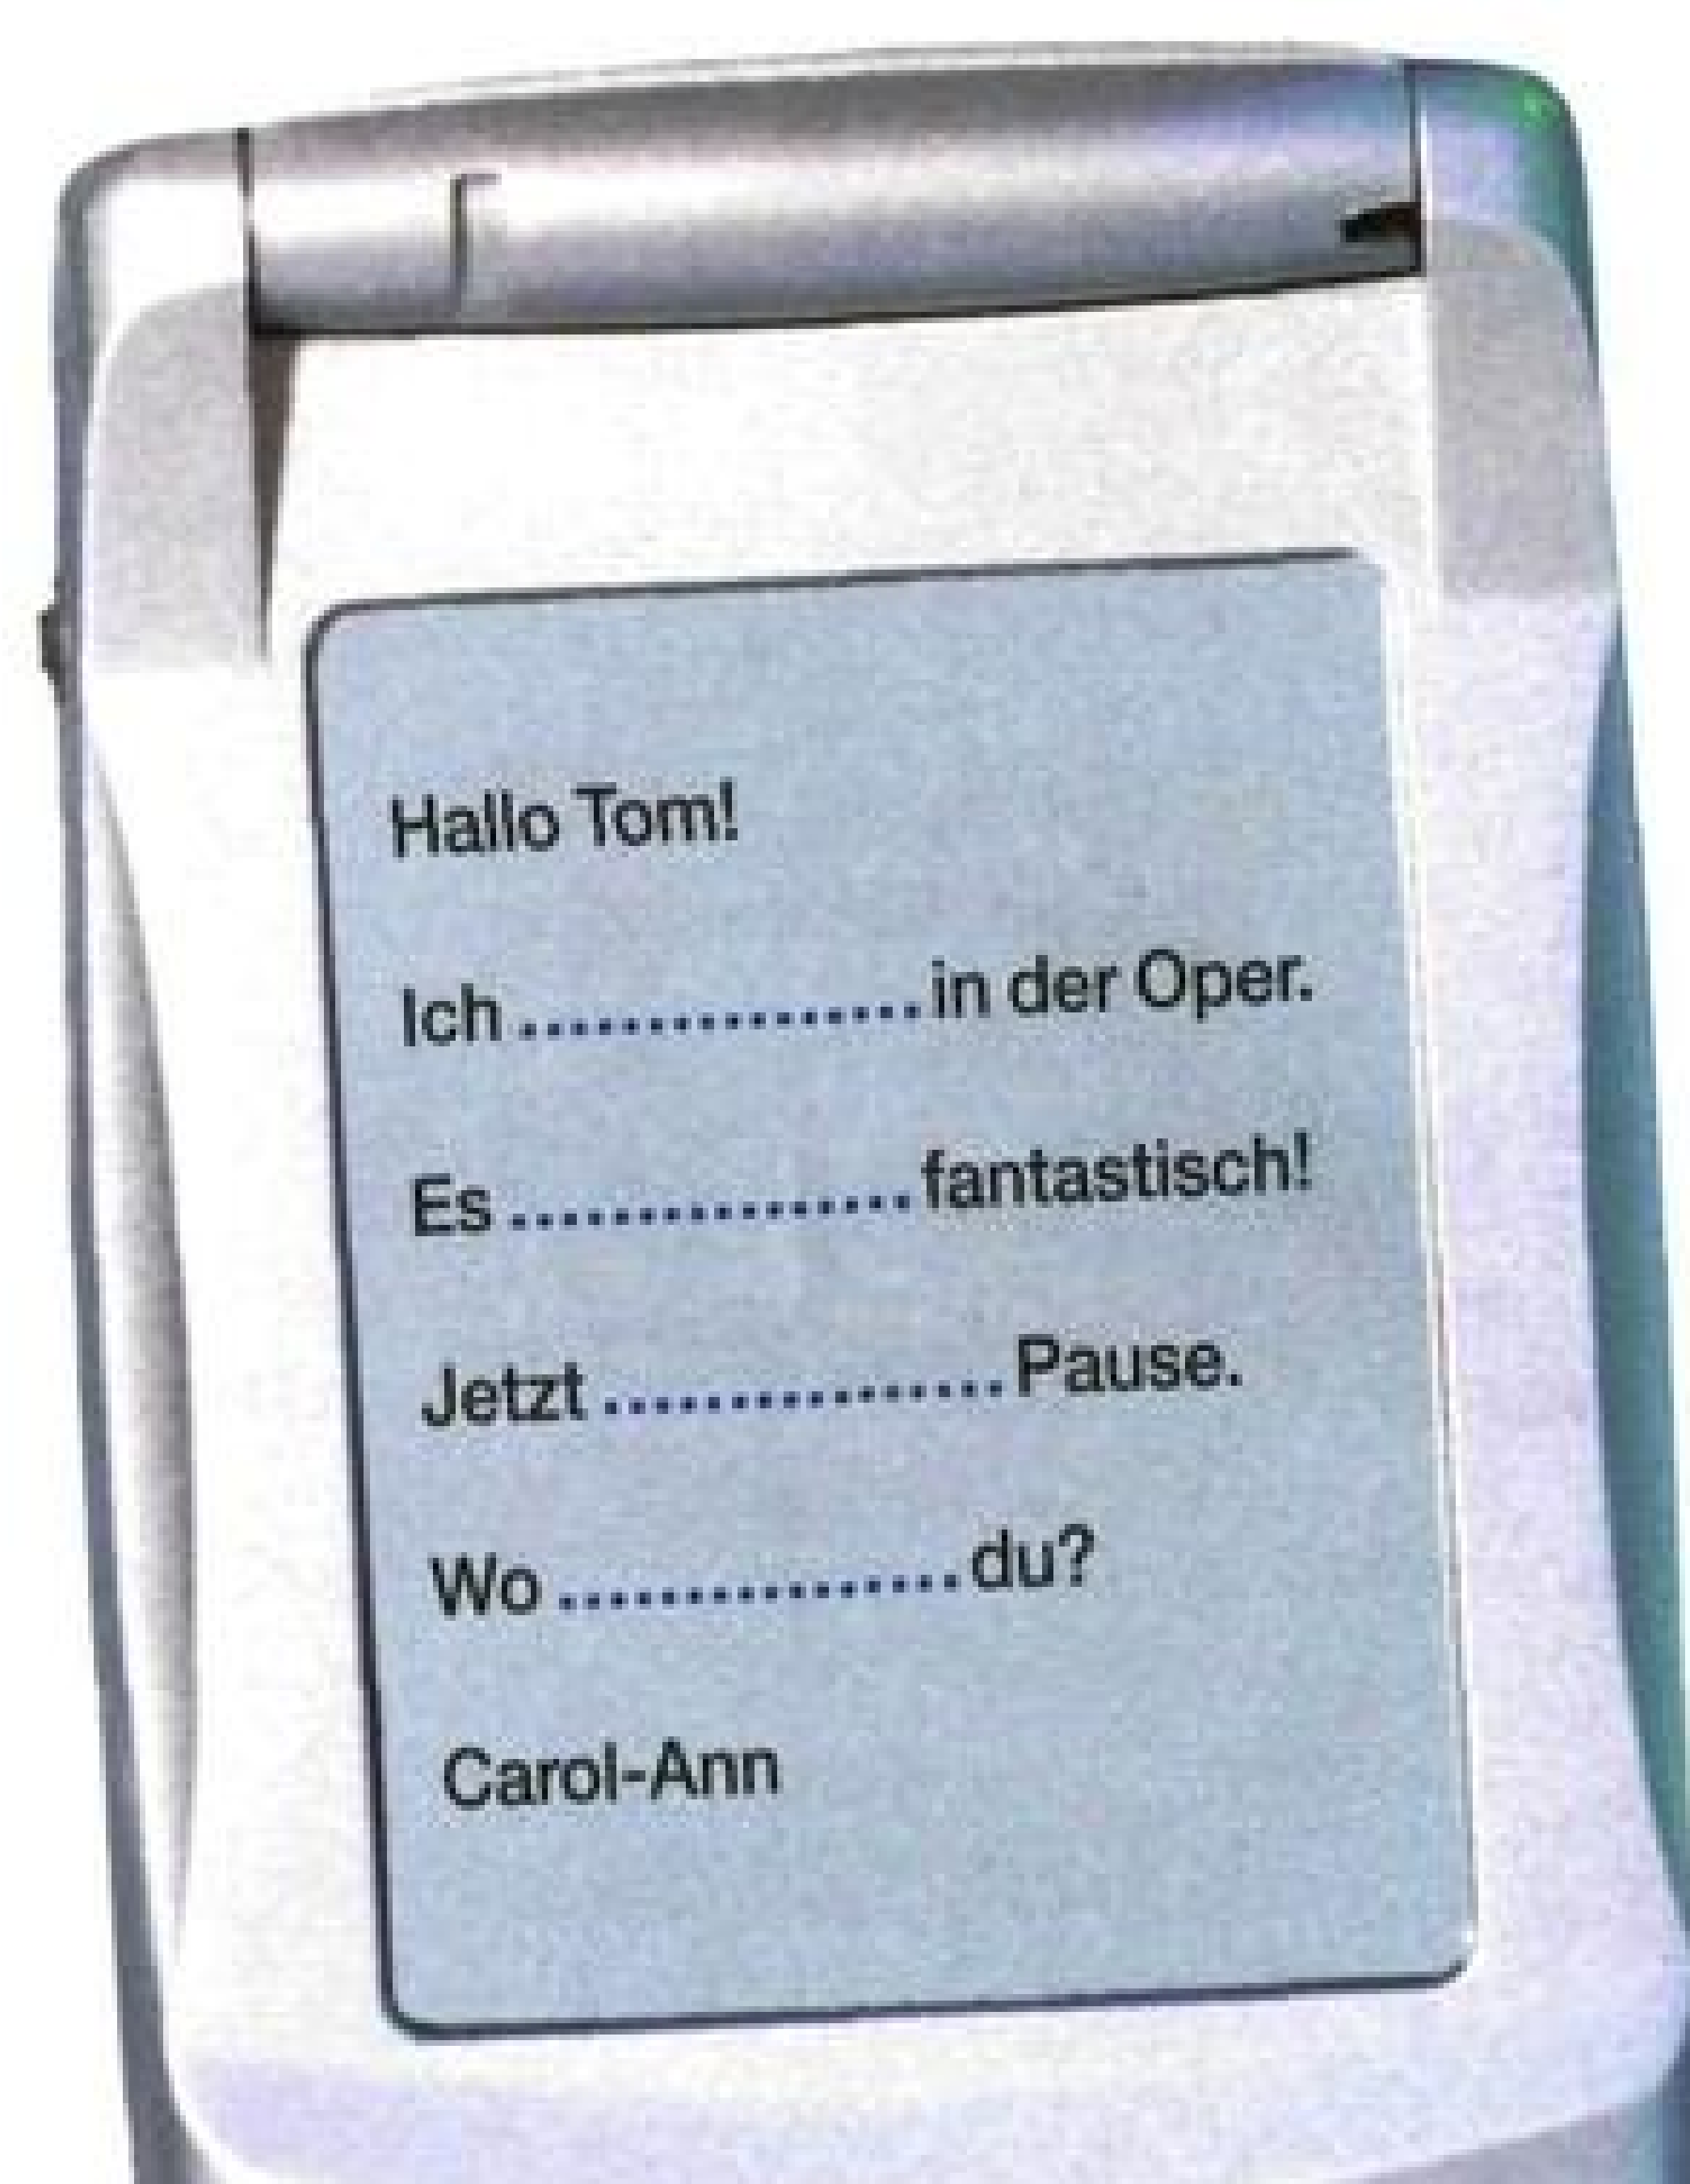 Hallo Tom!
Ich ................ in der Oper.
Es ................ fantastisch!
Jetzt ................ Pause.
Wo ................ du?
Carol-Ann